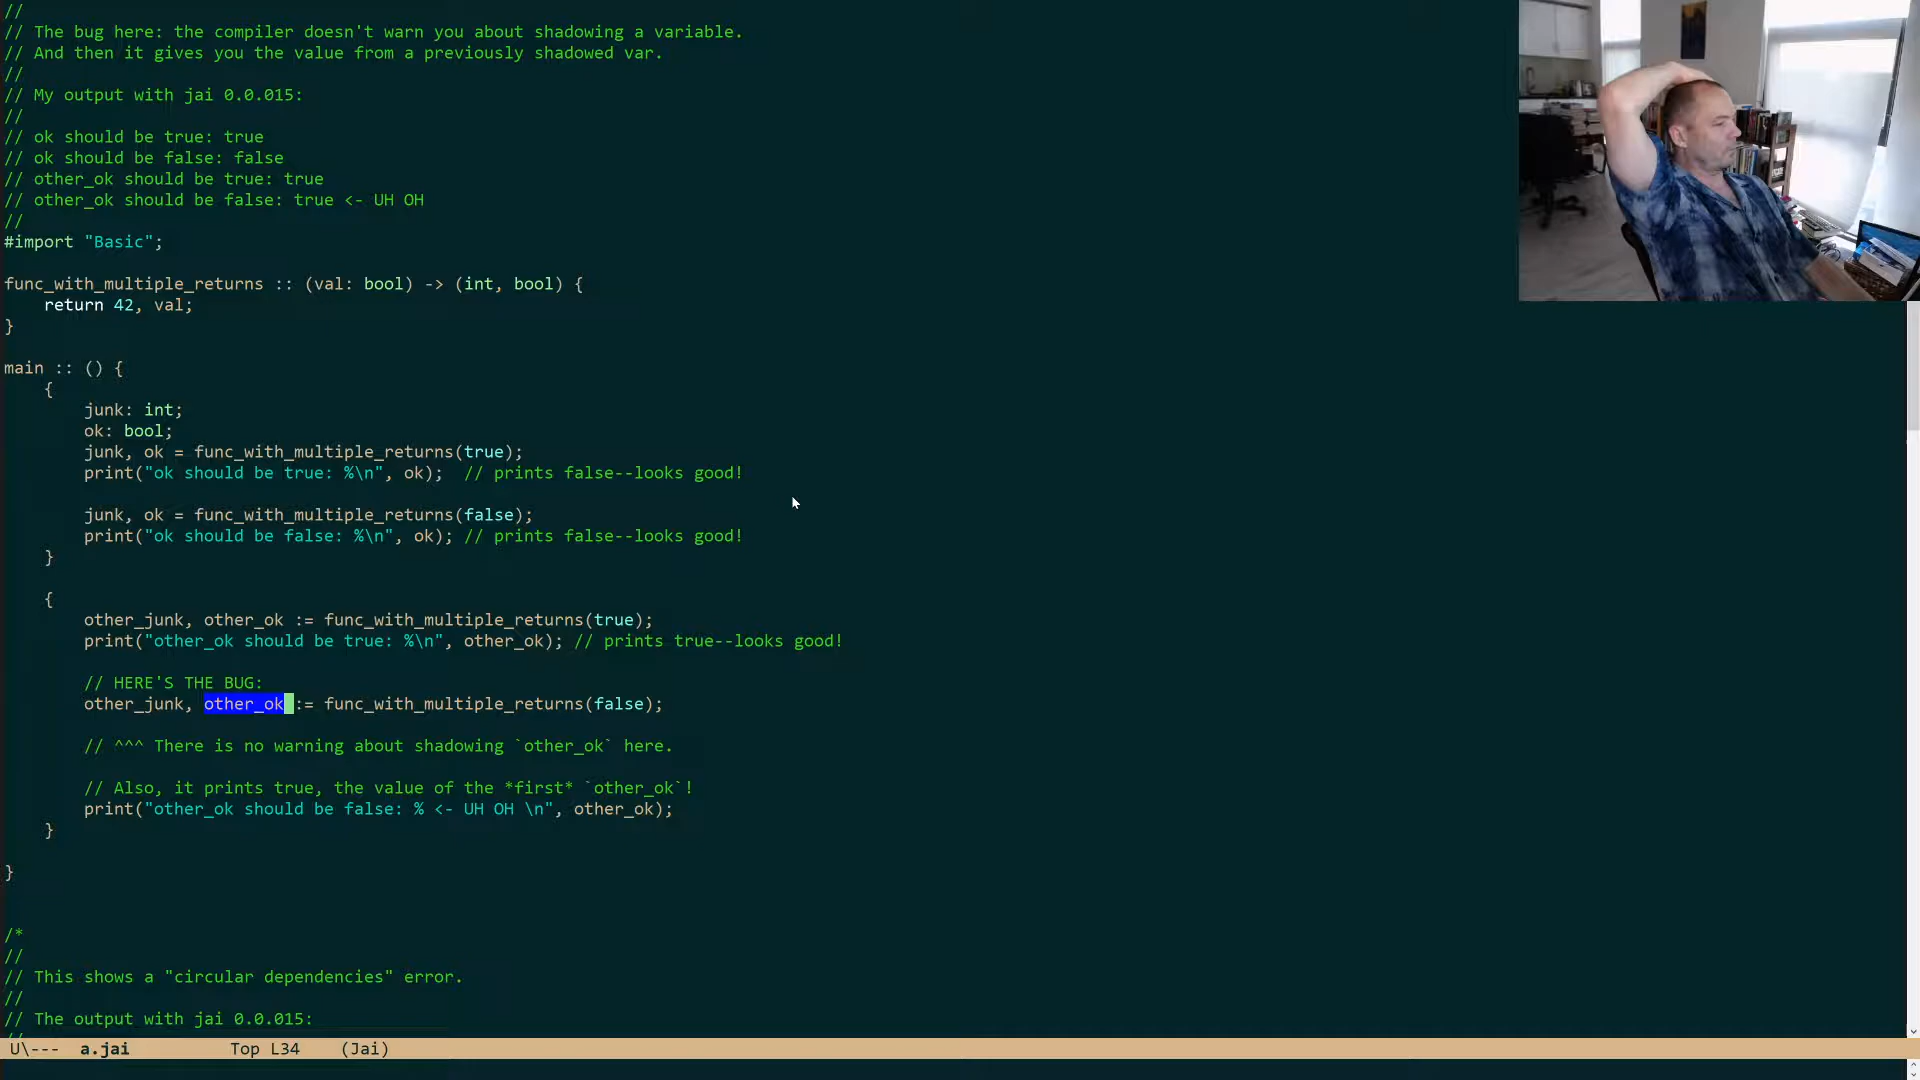 //
// The bug here: the compiler doesn't warn you about shadowing a variable.
// And then it gives you the value from a previously shadowed var.
//
// My output with jai 0.0.015:
//
// ok should be true: true
// ok should be false: false
// other_ok should be true: true
// other_ok should be false: true <- UH OH
//
#import "Basic";
func_with_multiple_returns :: (val: bool) -> (int, bool) {
return 42, val;
}
main :: () {
{
junk: int;
ok: bool;
junk, ok = func_with_multiple_returns(true);
print("ok should be true: %\n", ok);  // prints false--looks good!
junk, ok = func_with_multiple_returns(false);
print("ok should be false: %\n", ok); // prints false--looks good!
}
{
other_junk, other_ok := func_with_multiple_returns(true);
print("other_ok should be true: %\n", other_ok); // prints true--looks good!
// HERE'S THE BUG:
other_junk, other_ok := func_with_multiple_returns(false);
// ^^^ There is no warning about shadowing `other_ok` here.
// Also, it prints true, the value of the *first* `other_ok`!
print("other_ok should be false: % <- UH OH \n", other_ok);
}
}
/*
//
// This shows a "circular dependencies" error.
//
// The output with jai 0.0.015:
U\---  a.jai  Top L34  (Jai)